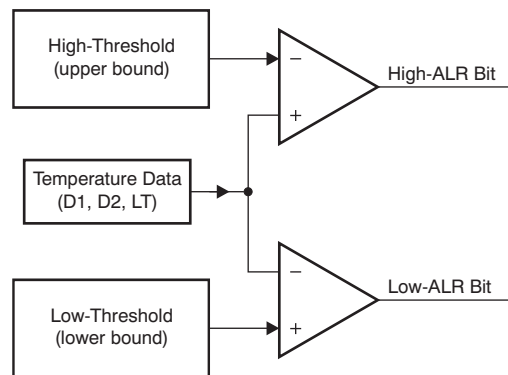 High-Threshold
(upper bound)
−
+
High-ALR Bit
Temperature Data
(D1, D2, LT)
−
+
Low-ALR Bit
Low-Threshold
(lower bound)